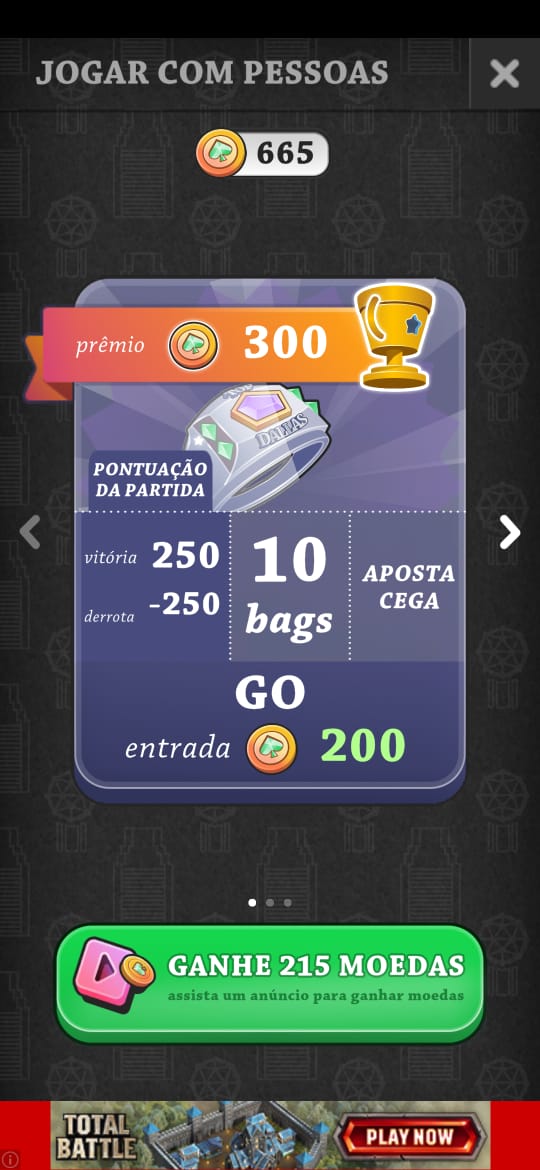 JOGAR COM PESSOAS
665
prêmio 300
DALLAS
PONTUAÇÃO
DA PARTIDA
vitória 250
derrota -250
10
bags
APOSTA
CEGA
GO
entrada 200
GANHE 215 MOEDAS
assista um anúncio para ganhar moedas
TOTAL
BATTLE
PLAY NOW